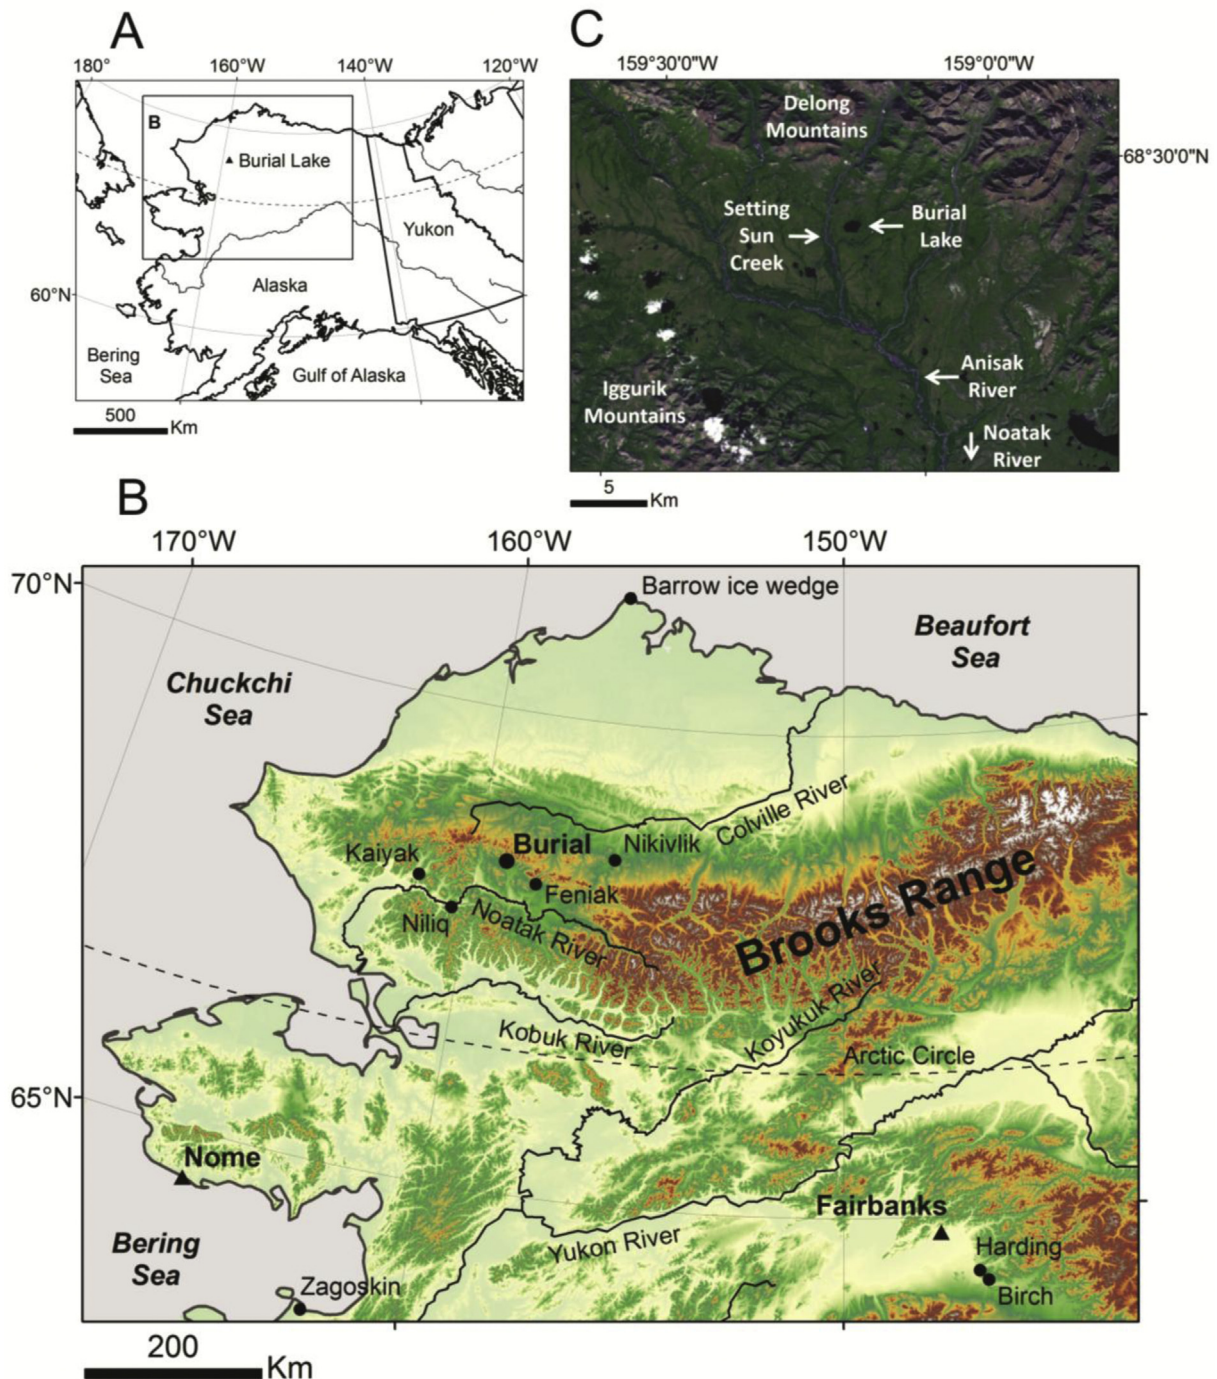 A
180°
160°W
140°W
120°W
B
Burial Lake
Yukon
60°N
Alaska
Bering
Sea
Gulf of Alaska
500
Km
C
159°30'0"W
159°00"W
Delong
Mountains
68°30'0"N
Setting
Sun
Creek
Burial
Lake
Anisak
River
Iggurik
Mountains
Noatak
River
5
Km
B
170°W
160°W
150°W
70°N
Barrow ice wedge
Beaufort
Sea
Chuckchi
Sea
Colville River
Burial
Nikivlik
Kaiyak
Feniak
Niliq
Noatak River
Brooks Range
Kobuk River
Koyukuk River
Arctic Circle
65°N
Nome
Fairbanks
Bering
Sea
Yukon River
Harding
Zagoskin
Birch
200
Km